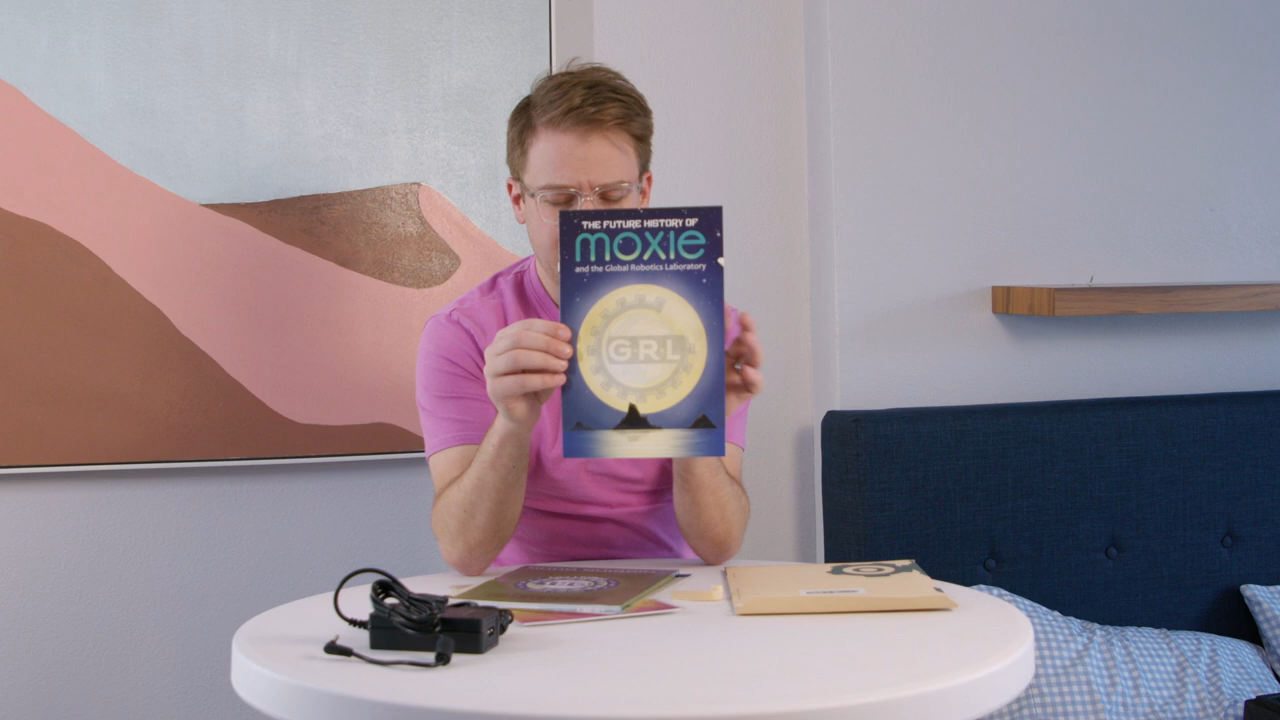 THE FUTURE HISTORY OF
moxie
and the Global Robotics Laboratory
G·R·L